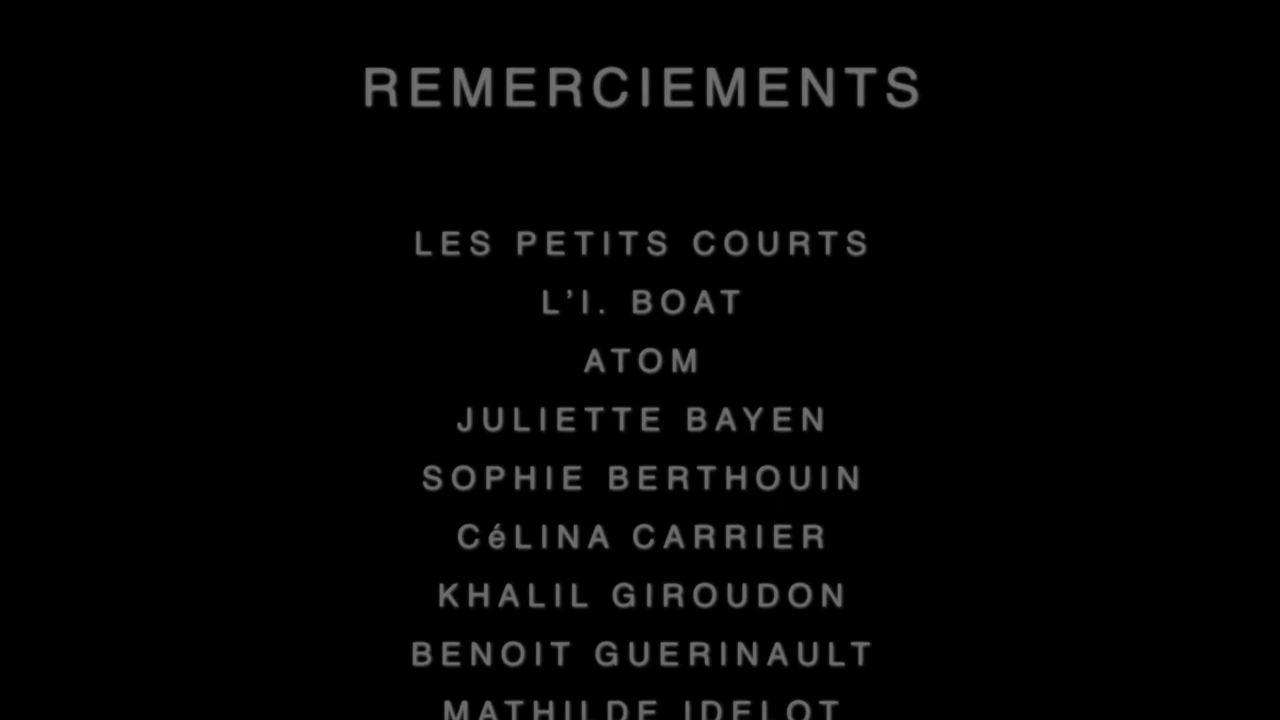 REMERCIEMENTS
LES PETITS COURTS
L’I. BOAT
ATOM
JULIETTE BAYEN
SOPHIE BERTHOUIN
CéLINA CARRIER
KHALIL GIROUDON
BENOIT GUERINAULT
MATHILDE IDELOT